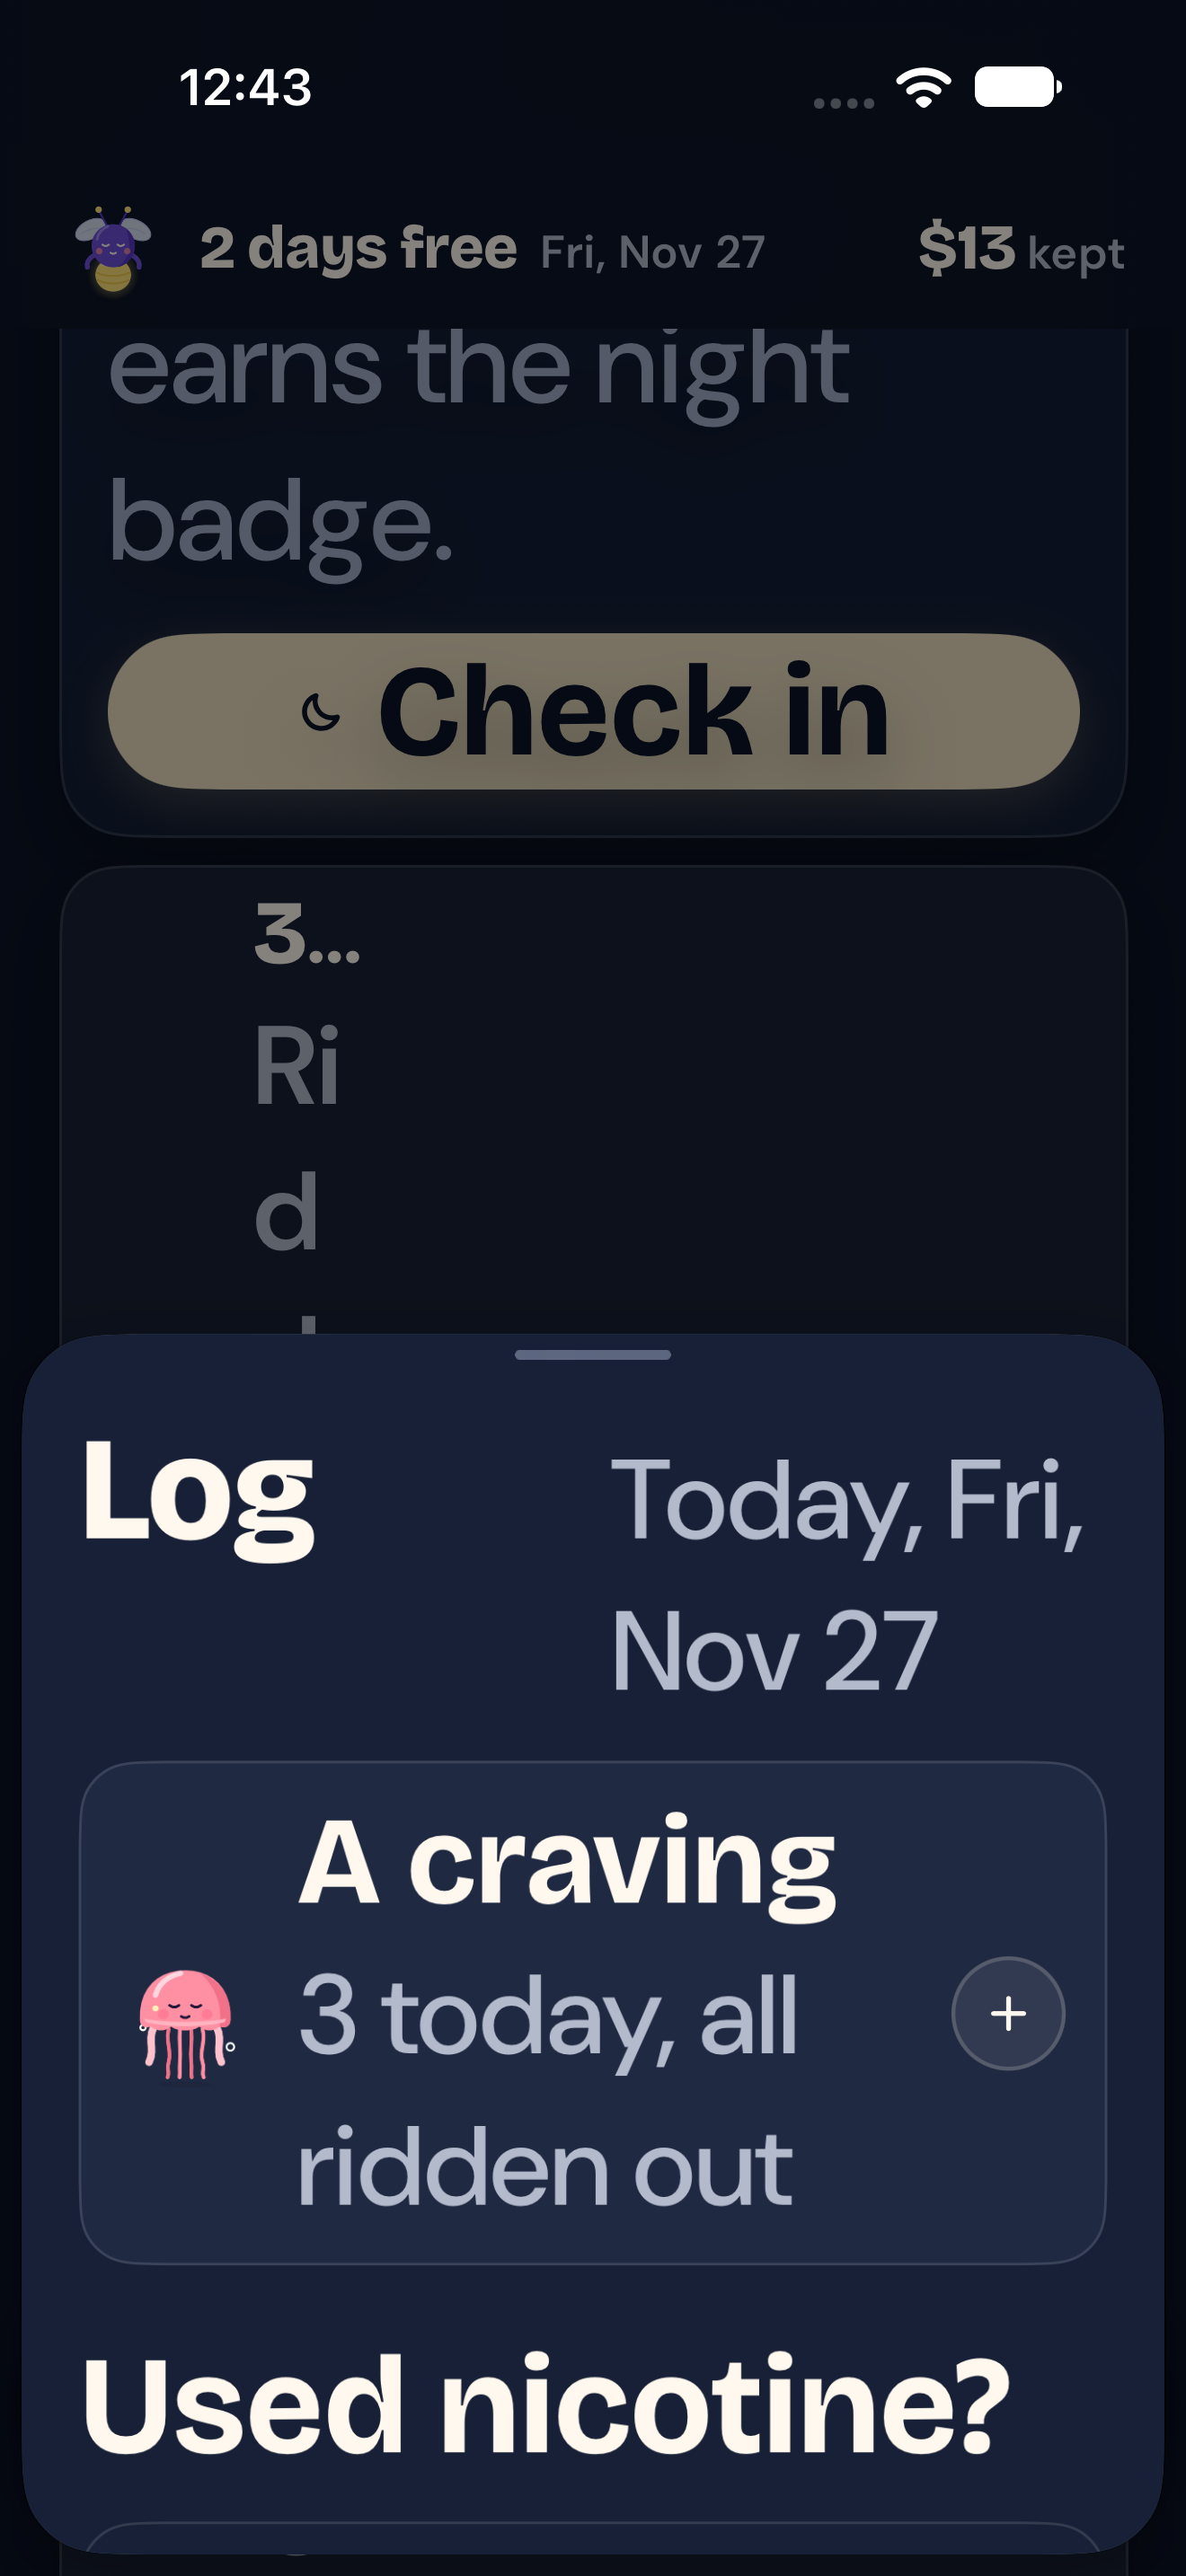 12:43
2 days free Fri, Nov 27 $13 kept
earns the night
badge.
Check in
3...
Ri
d
Log
Today, Fri,
Nov 27
A craving
3 today, all
ridden out
Used nicotine?